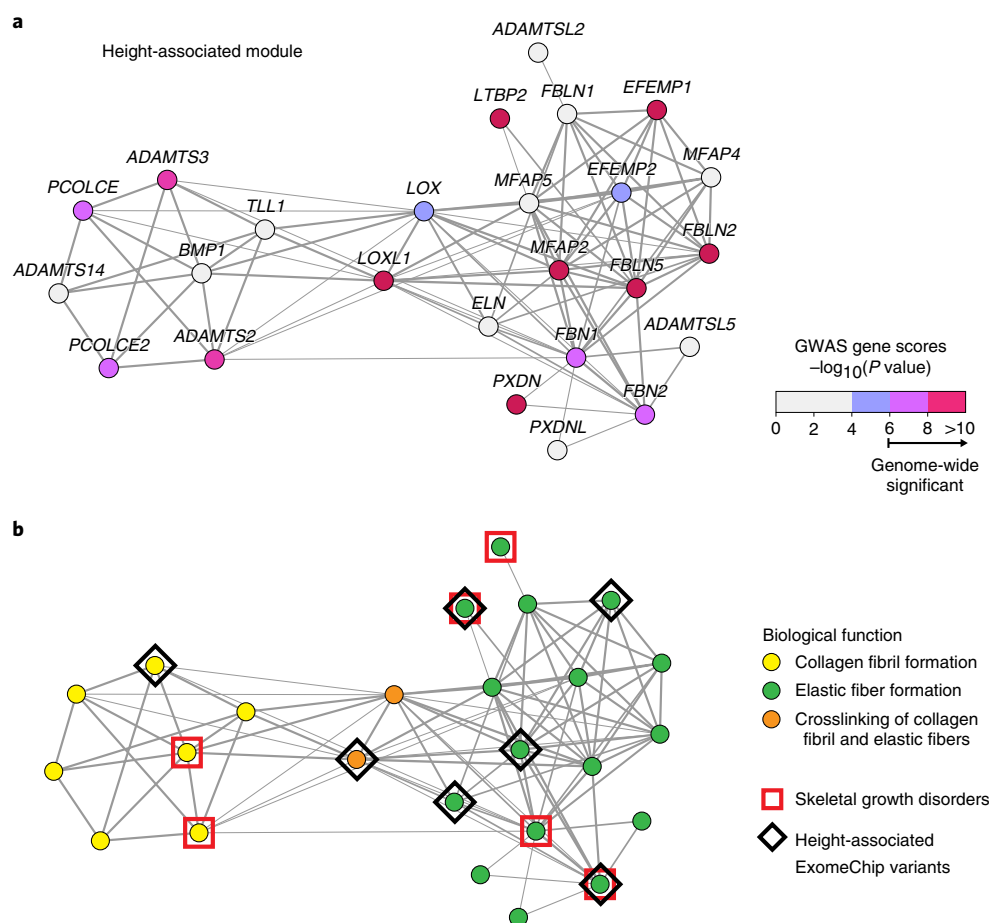 a
Height-associated module
ADAMTSL2
LTBP2
FBLN1
EFEMP1
ADAMTS3
MFAP4
PCOLCE
LOX
MFAP5
EFEMP2
TLL1
FBLN2
BMP1
MFAP2
LOXL1
FBLN5
ADAMTS14
ELN
ADAMTSL5
PCOLCE2
ADAMTS2
FBN1
PXDN
FBN2
PXDNL
GWAS gene scores
–log10(P value)
0 2 4 6 8 >10
Genome-wide
significant
b
Biological function
Collagen fibril formation
Elastic fiber formation
Crosslinking of collagen
fibril and elastic fibers
Skeletal growth disorders
Height-associated
ExomeChip variants